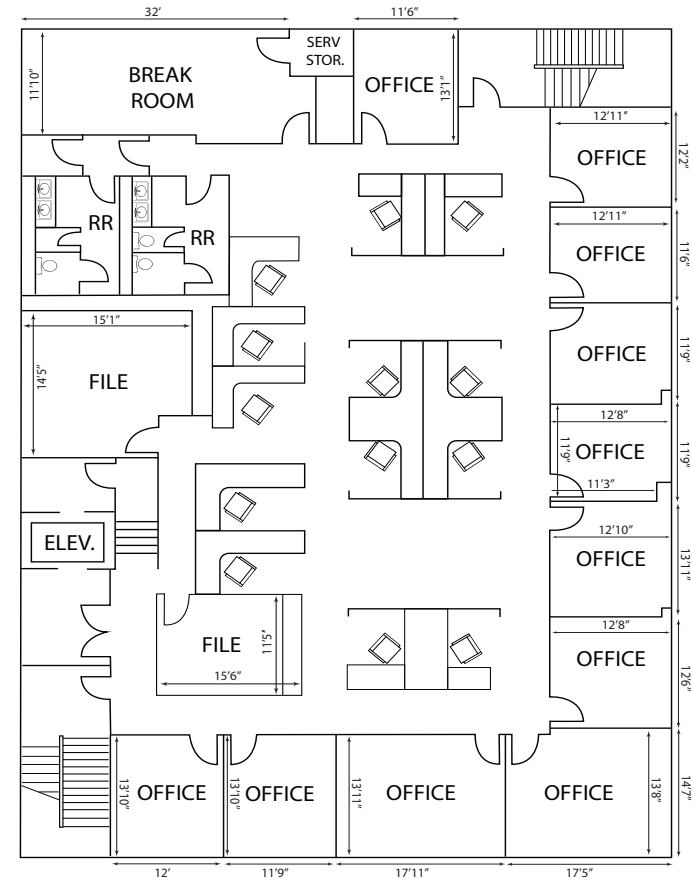 32'
11'6"
SERV
STOR.
11'10"
BREAK
ROOM
OFFICE
13'1"
12'11"
OFFICE
12'2"
RR
RR
12'11"
OFFICE
11'6"
15'1"
14'5"
FILE
OFFICE
11'9"
12'8"
11'9"
OFFICE
11'3"
11'9"
ELEV.
12'10"
OFFICE
13'11"
FILE
11'5"
15'6"
12'8"
OFFICE
12'6"
13'10"
OFFICE
13'10"
OFFICE
13'11"
OFFICE
OFFICE
13'8"
14'7"
12'
11'9"
17'11"
17'5"